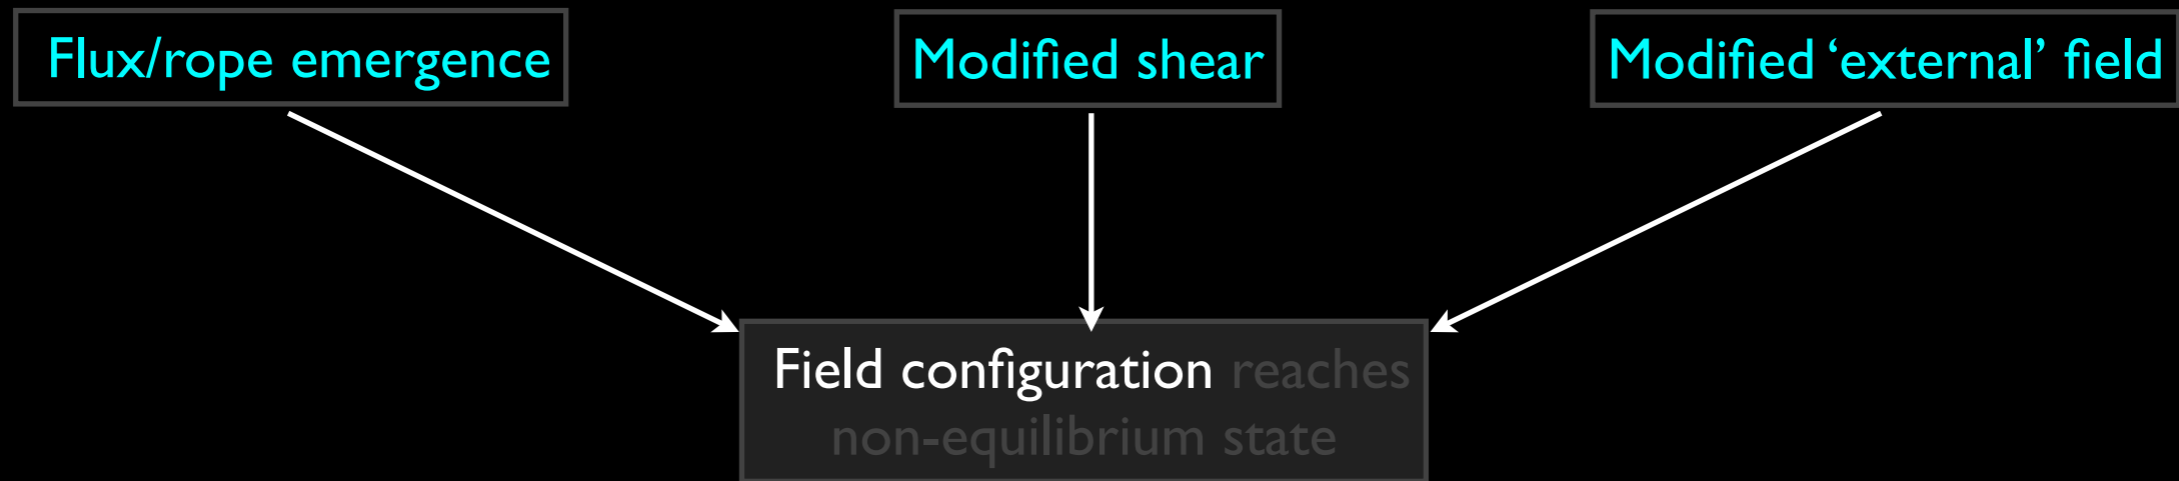 Flux/rope emergence
Modified shear
Modified ‘external’ field
Field configuration reaches
non-equilibrium state